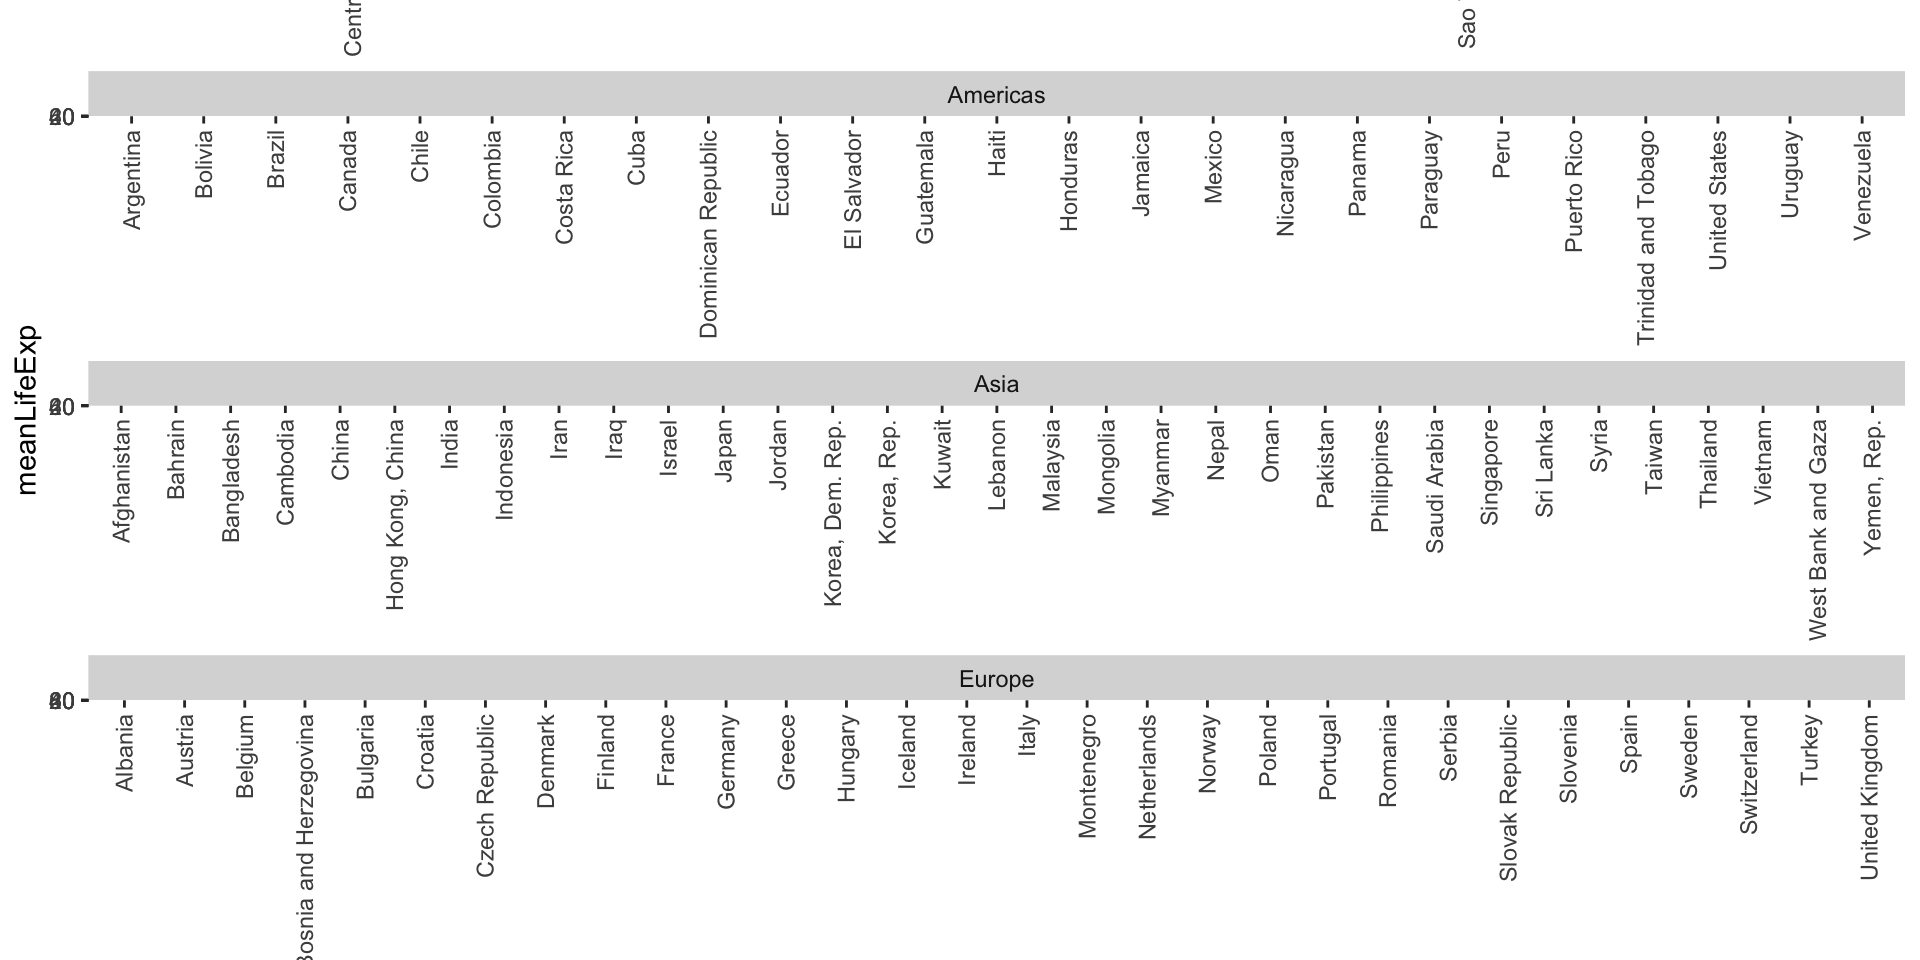 Centr
Sao
Americas
Argentina
Bolivia
Brazil
Canada
Chile
Colombia
Costa Rica
Cuba
Dominican Republic
Ecuador
El Salvador
Guatemala
Haiti
Honduras
Jamaica
Mexico
Nicaragua
Panama
Paraguay
Peru
Puerto Rico
Trinidad and Tobago
United States
Uruguay
Venezuela
meanLifeExp
Asia
Afghanistan
Bahrain
Bangladesh
Cambodia
China
Hong Kong, China
India
Indonesia
Iran
Iraq
Israel
Japan
Jordan
Korea, Dem. Rep.
Korea, Rep.
Kuwait
Lebanon
Malaysia
Mongolia
Myanmar
Nepal
Oman
Pakistan
Philippines
Saudi Arabia
Singapore
Sri Lanka
Syria
Taiwan
Thailand
Vietnam
West Bank and Gaza
Yemen, Rep.
Europe
Albania
Austria
Belgium
Bosnia and Herzegovina
Bulgaria
Croatia
Czech Republic
Denmark
Finland
France
Germany
Greece
Hungary
Iceland
Ireland
Italy
Montenegro
Netherlands
Norway
Poland
Portugal
Romania
Serbia
Slovak Republic
Slovenia
Spain
Sweden
Switzerland
Turkey
United Kingdom